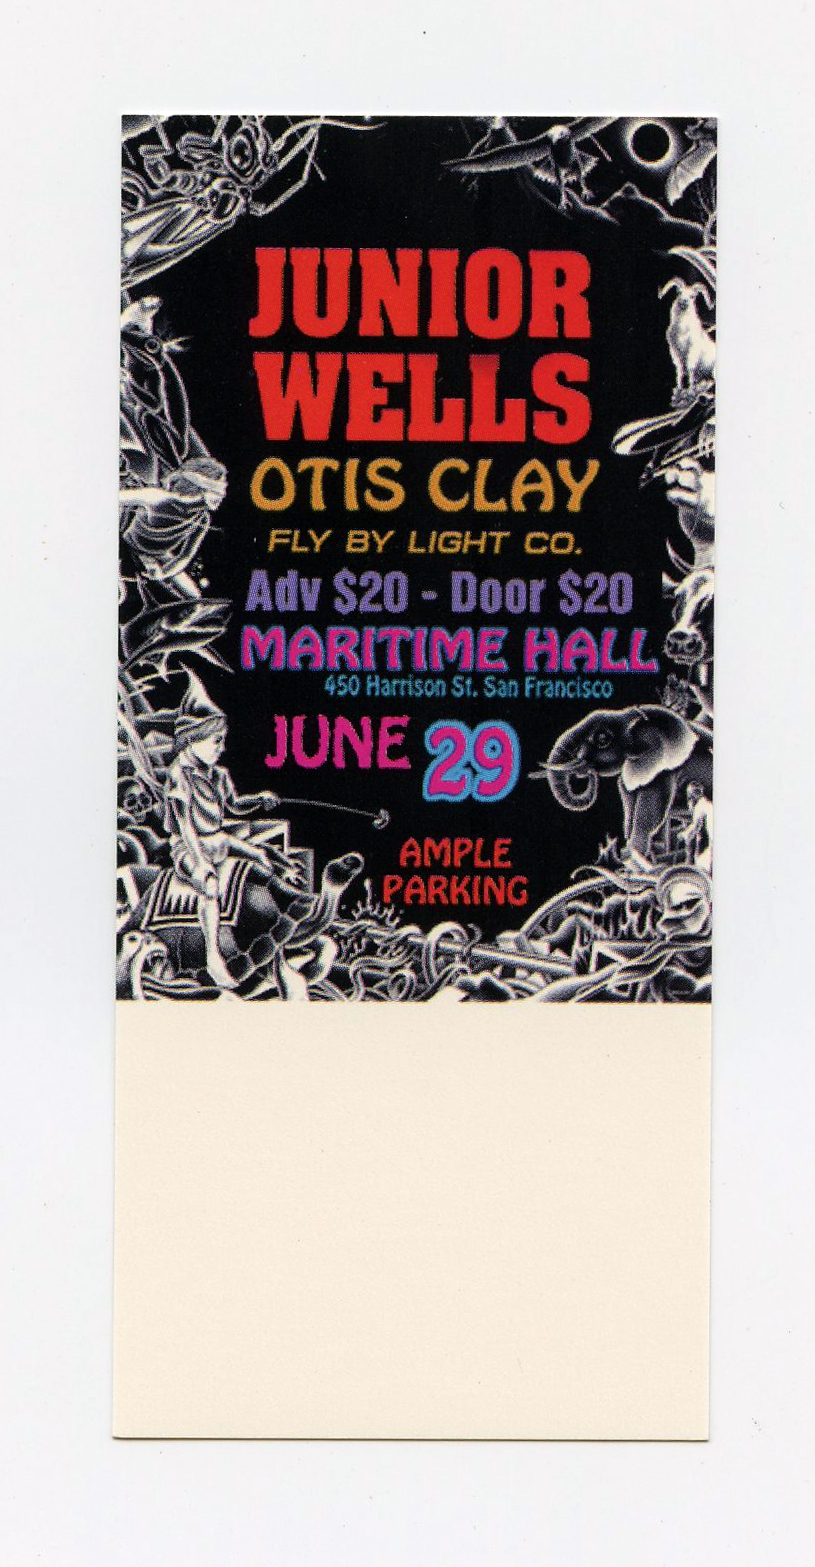 JUNIOR
WELLS
OTIS CLAY
FLY BY LIGHT CO.
Adv $20 - Door $20
MARITIME HALL
450 Harrison St. San Francisco
JUNE 29
AMPLE
PARKING